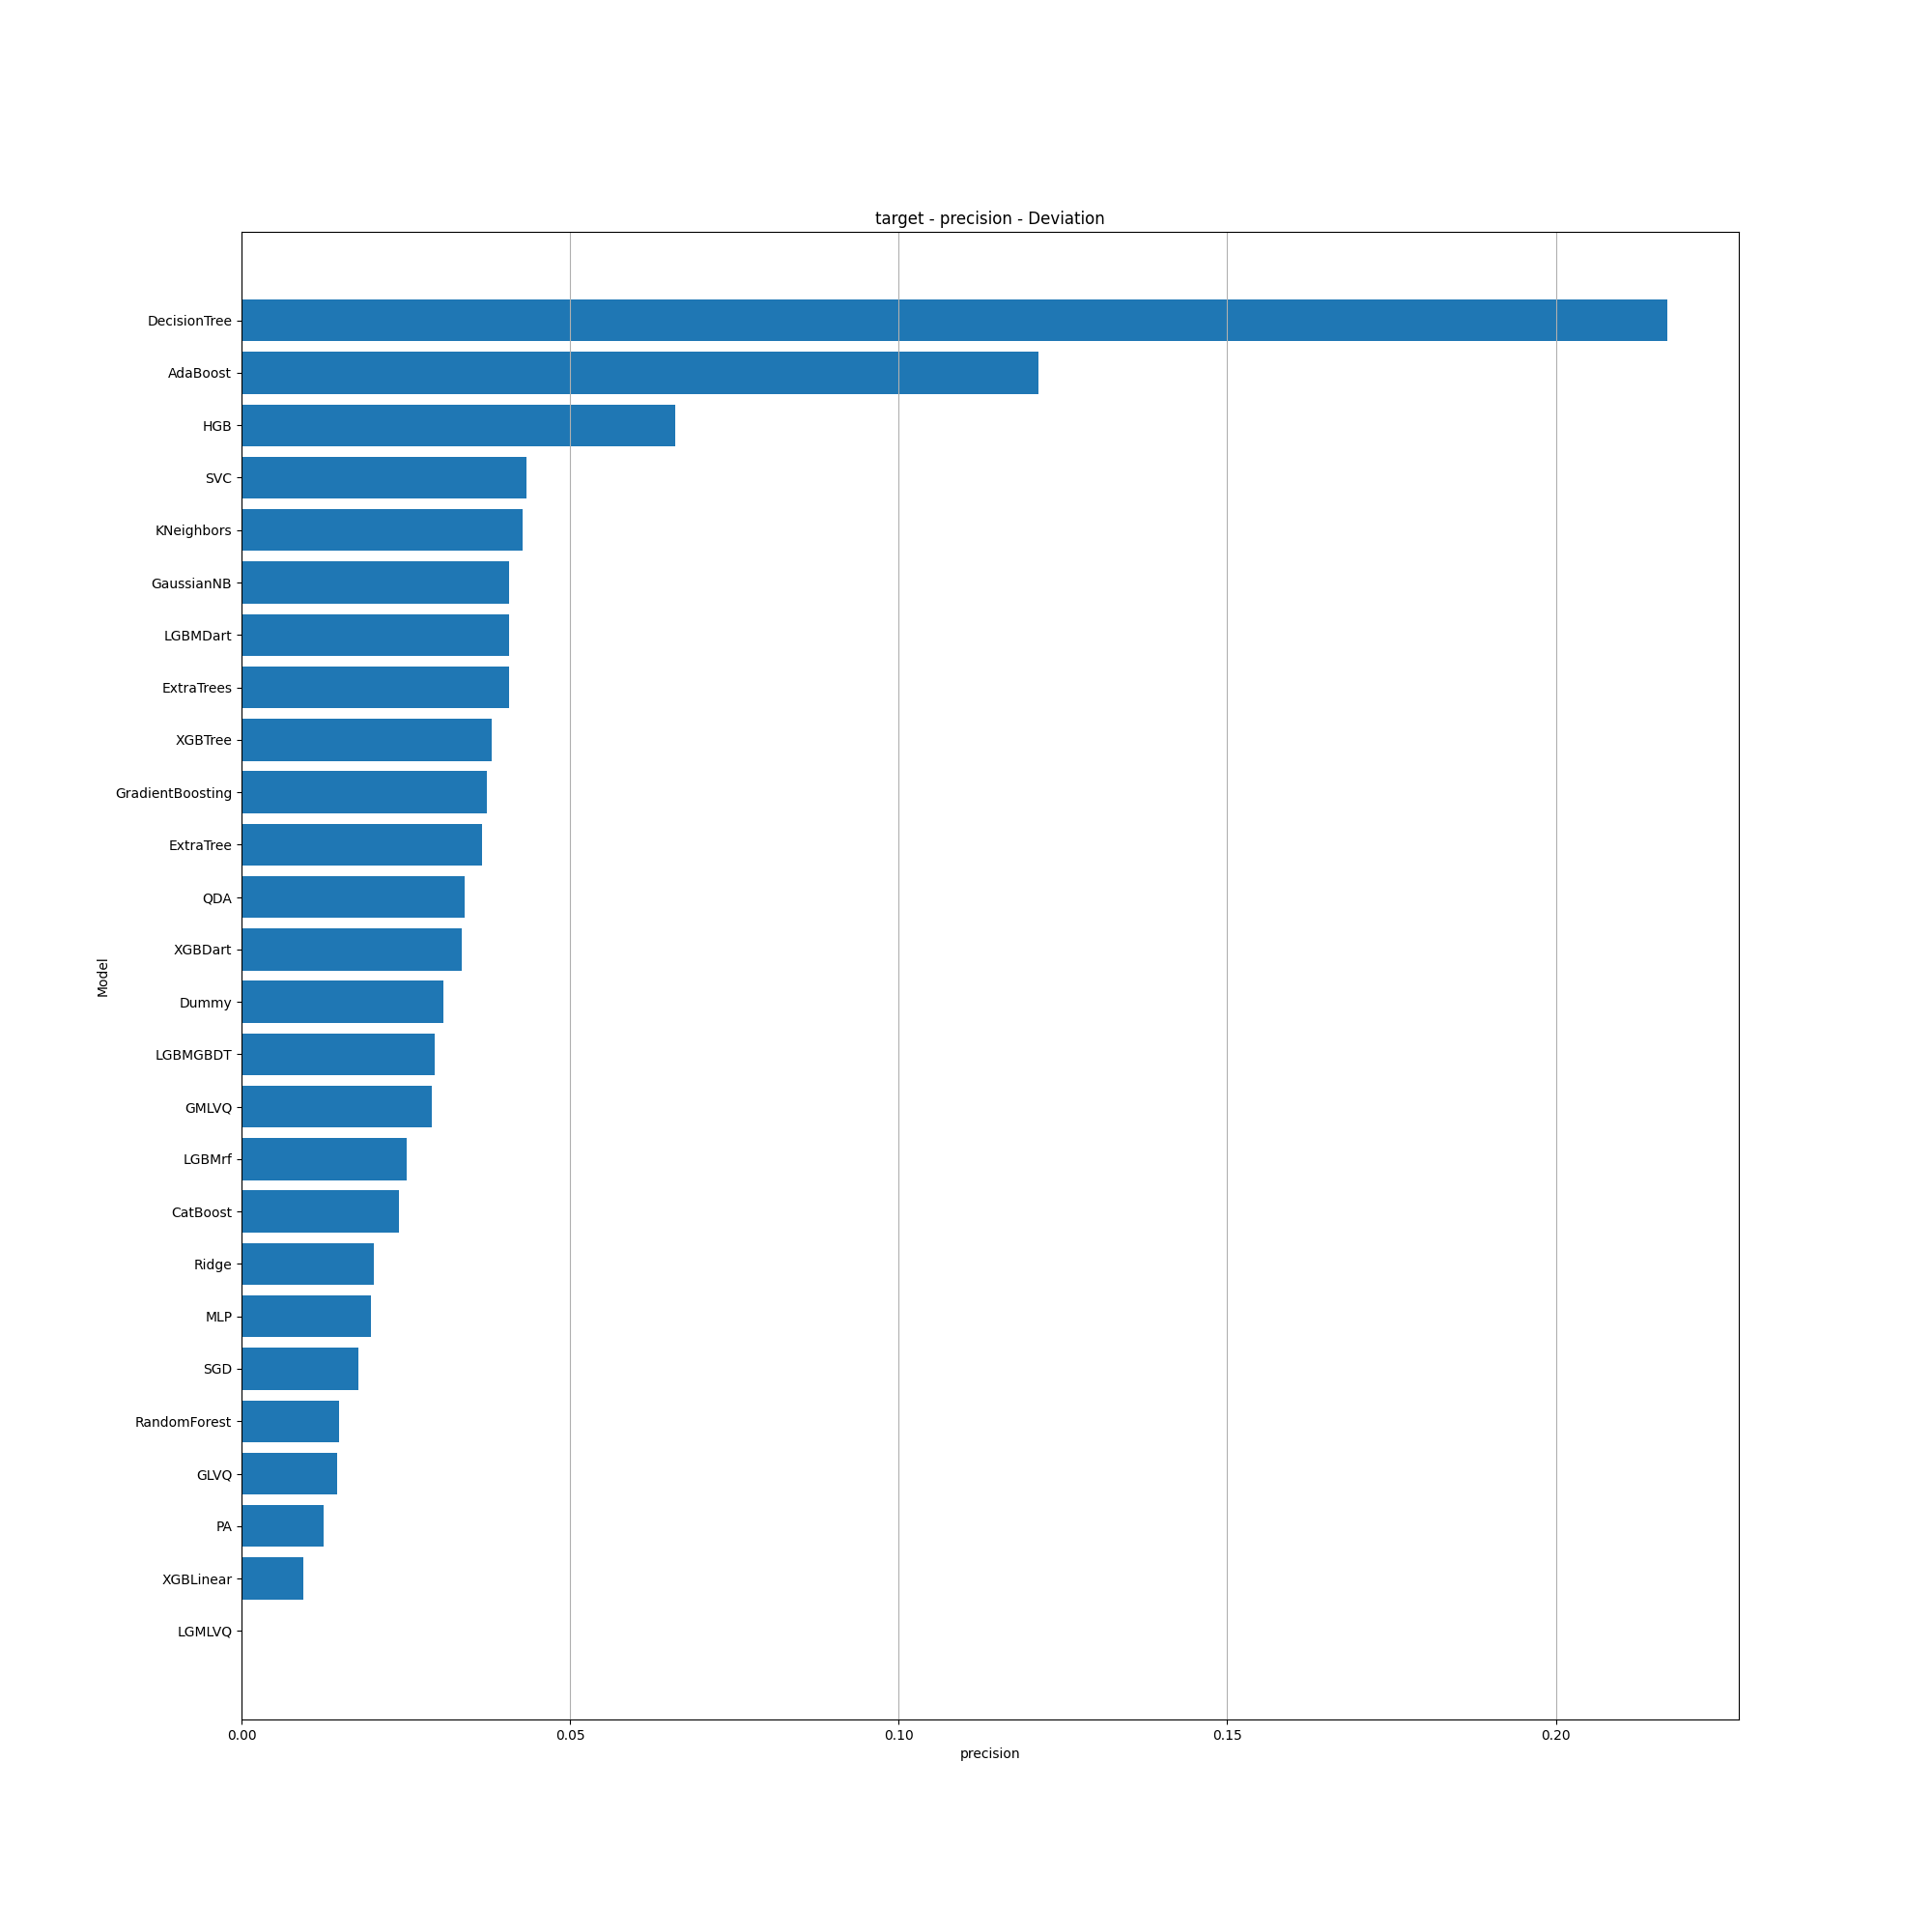 target - precision - Deviation
DecisionTree
AdaBoost
HGB
SVC
KNeighbors
GaussianNB
LGBMDart
ExtraTrees
XGBTree
GradientBoosting
ExtraTree
QDA
XGBDart
Model
Dummy
LGBMGBDT
GMLVQ
LGBMrf
CatBoost
Ridge
MLP
SGD
RandomForest
GLVQ
PA
XGBLinear
LGMLVQ
0.00 0.05 0.10 0.15 0.20
precision